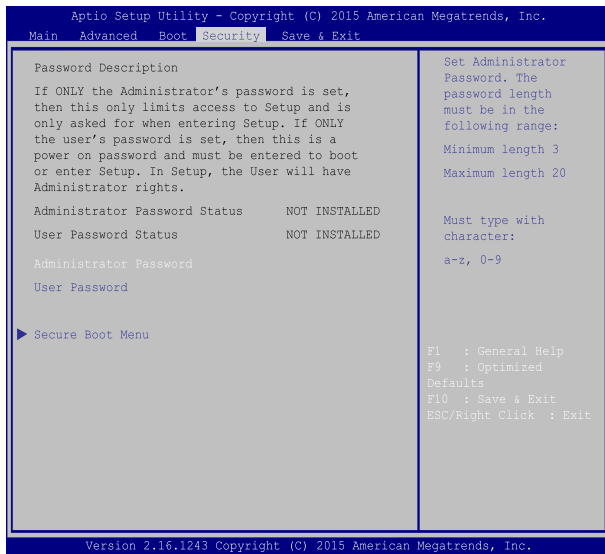 Aptio Setup Utility - Copyright (C) 2015 American Megatrends, Inc.
Main Advanced Boot Security Save & Exit
Password Description
If ONLY the Administrator's password is set,
then this only limits access to Setup and is
only asked for when entering Setup. If ONLY
the user's password is set, then this is a
power on password and must be entered to boot
or enter Setup. In Setup, the User will have
Administrator rights.
Administrator Password Status NOT INSTALLED
User Password Status NOT INSTALLED
Administrator Password
User Password
Secure Boot Menu
Set Administrator
Password. The
password length
must be in the
following range:
Minimum length 3
Maximum length 20
Must type with
character:
a-z, 0-9
F1 : General Help
F9 : Optimized
Defaults
F10 : Save & Exit
ESC/Right Click : Exit
Version 2.16.1243 Copyright (C) 2015 American Megatrends, Inc.